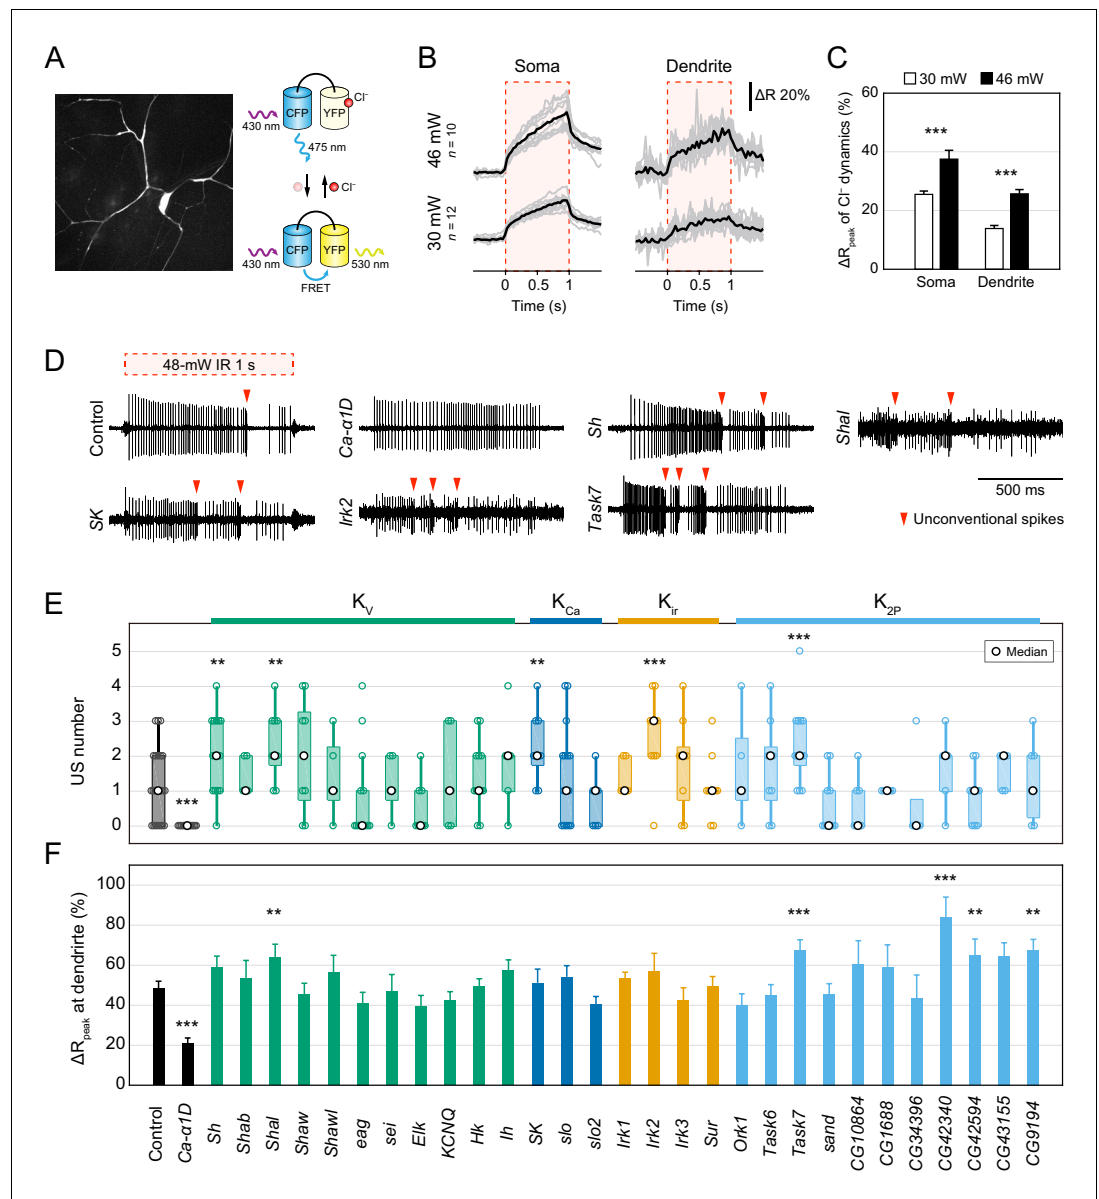 A
CFP
YFP
Cl⁻
430 nm
475 nm
Cl⁻
CFP
YFP
430 nm
530 nm
FRET
B
Soma
Dendrite
ΔR 20%
46 mW
n = 10
30 mW
n = 12
0 0.5 1
0 0.5 1
Time (s)
Time (s)
C
30 mW 46 mW
ΔRpeak of Cl⁻ dynamics (%)
60
40
20
0
***
***
Soma Dendrite
D
48-mW IR 1 s
Control
Ca-α1D
Sh
Shal
SK
Irk2
Task7
500 ms
Unconventional spikes
E
KV
KCa
Kir
K2P
US number
5
4
3
2
1
0
*** ** ** ** *** ***
Median
F
ΔRpeak at dendrirte (%)
100
80
60
40
20
0
*** ** *** *** ** **
Control
Ca-α1D
Sh
Shab
Shal
Shaw
Shawl
eag
sei
Elk
KCNQ
Hk
Ih
SK
slo
slo2
Irk1
Irk2
Irk3
Sur
Ork1
Task6
Task7
sand
CG10864
CG1688
CG34396
CG42340
CG42594
CG43155
CG9194